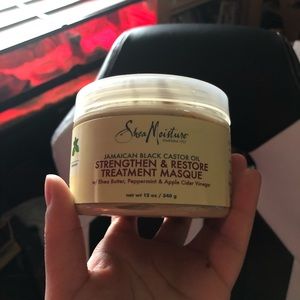 SheaMoisture
JAMAICAN BLACK CASTOR OIL
STRENGTHEN & RESTORE
TREATMENT MASQUE
w/ Shea Butter, Peppermint & Apple Cider Vinegar
net wt 12 oz / 340 g